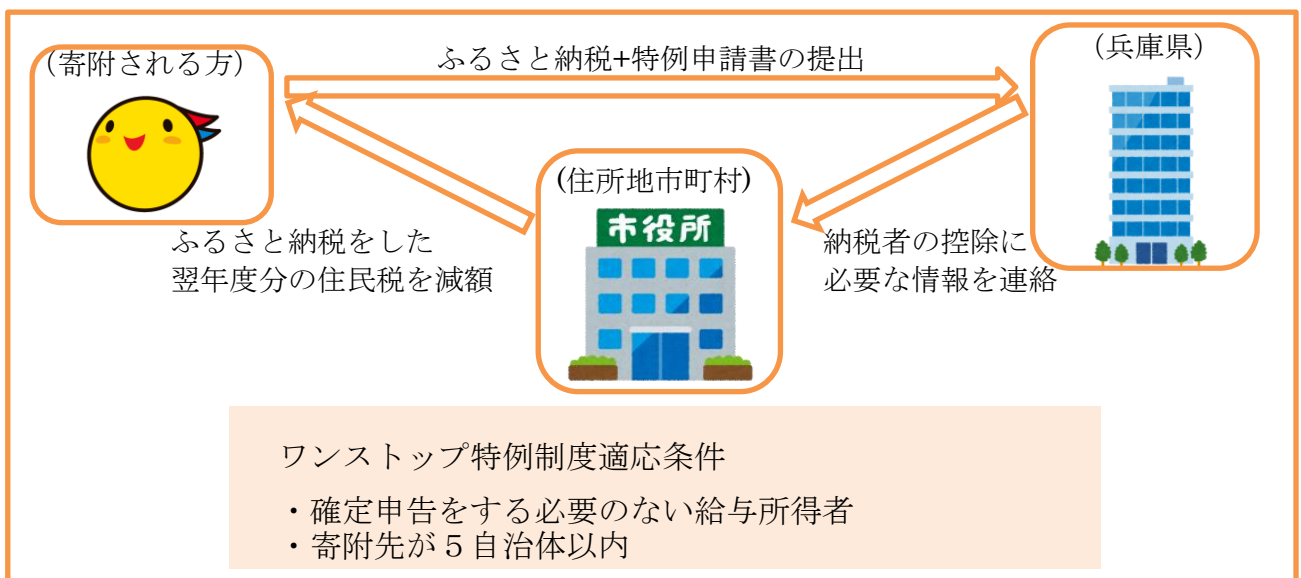 (寄附される方)
ふるさと納税+特例申請書の提出
(兵庫県)
(住所地市町村)
市役所
ふるさと納税をした
翌年度分の住民税を減額
納税者の控除に
必要な情報を連絡
ワンストップ特例制度適応条件
・確定申告をする必要のない給与所得者
・寄附先が５自治体以内